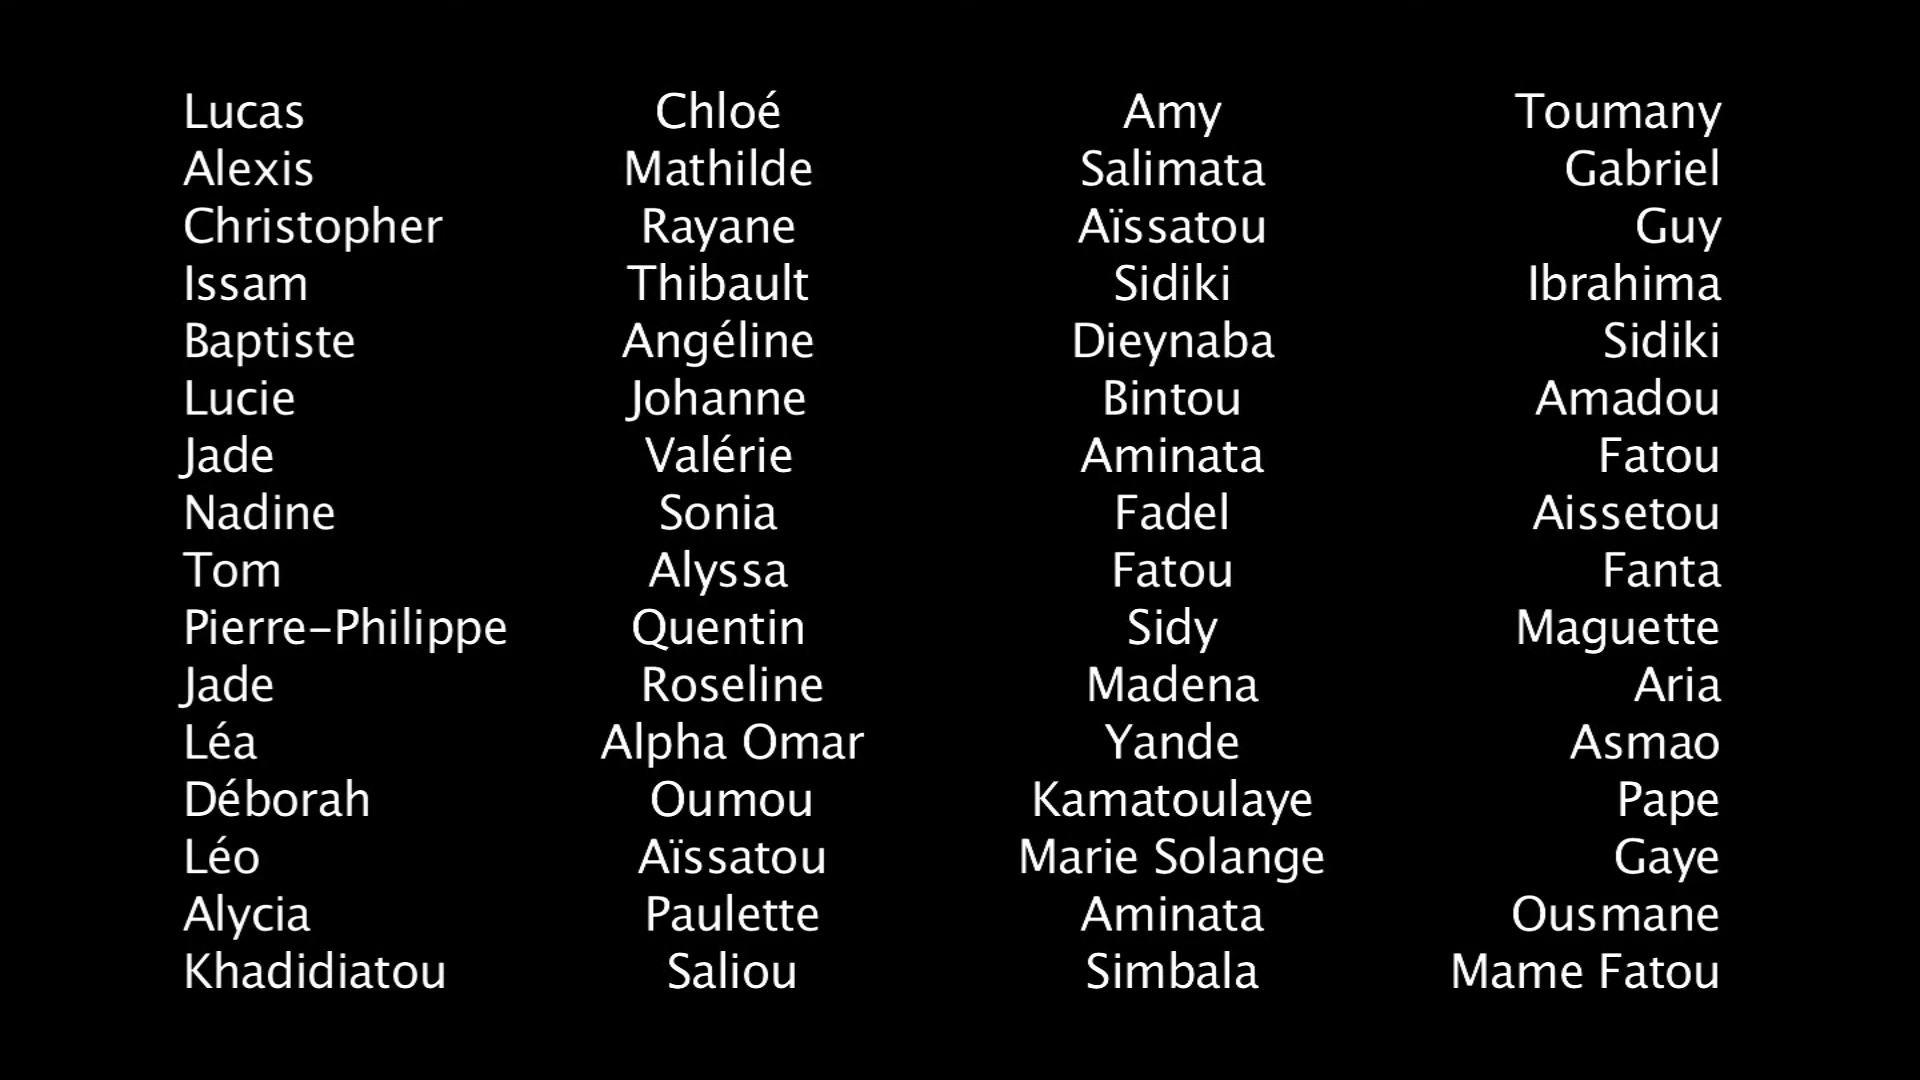 Lucas Chloé Amy Toumany
Alexis Mathilde Salimata Gabriel
Christopher Rayane Aïssatou Guy
Issam Thibault Sidiki Ibrahima
Baptiste Angéline Dieynaba Sidiki
Lucie Johanne Bintou Amadou
Jade Valérie Aminata Fatou
Nadine Sonia Fadel Aissetou
Tom Alyssa Fatou Fanta
Pierre-Philippe Quentin Sidy Maguette
Jade Roseline Madena Aria
Léa Alpha Omar Yande Asmao
Déborah Oumou Kamatoulaye Pape
Léo Aïssatou Marie Solange Gaye
Alycia Paulette Aminata Ousmane
Khadidiatou Saliou Simbala Mame Fatou